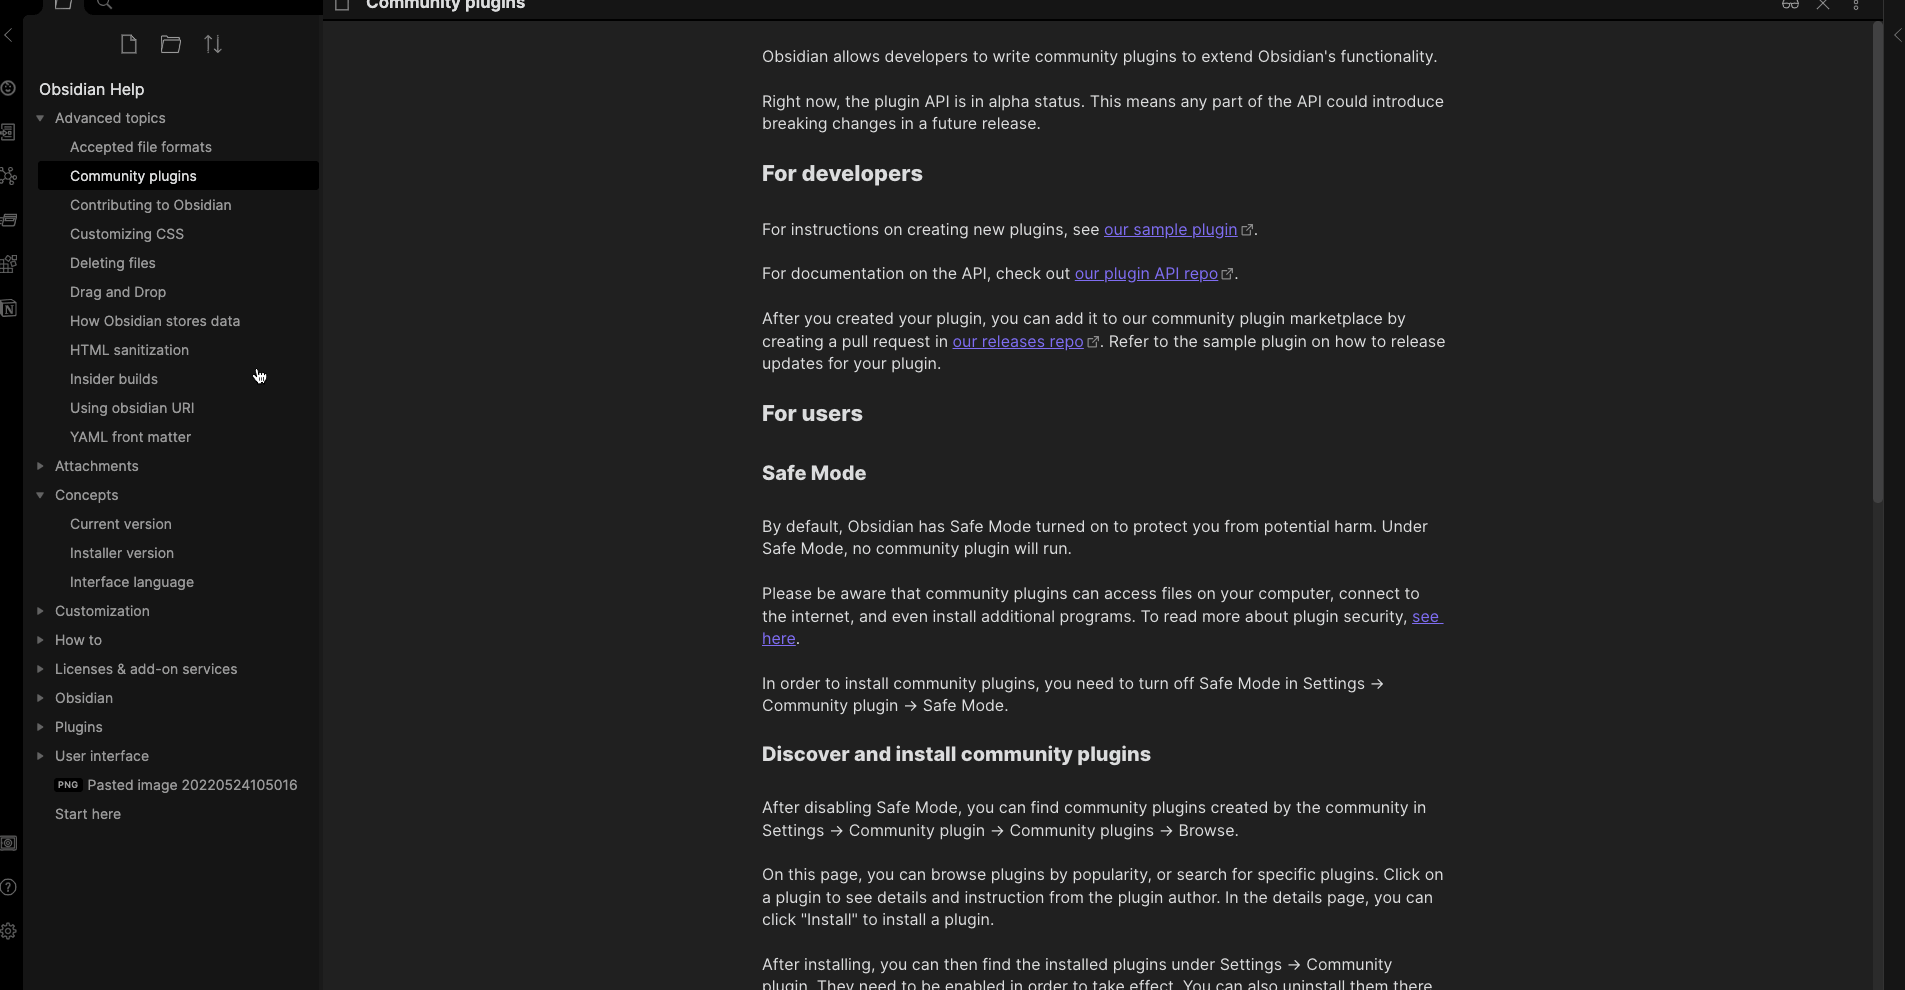 Community plugins
Obsidian Help
Advanced topics
Accepted file formats
Community plugins
Contributing to Obsidian
Customizing CSS
Deleting files
Drag and Drop
How Obsidian stores data
HTML sanitization
Insider builds
Using obsidian URI
YAML front matter
Attachments
Concepts
Current version
Installer version
Interface language
Customization
How to
Licenses & add-on services
Obsidian
Plugins
User interface
PNG Pasted image 20220524105016
Start here
Obsidian allows developers to write community plugins to extend Obsidian's functionality.
Right now, the plugin API is in alpha status. This means any part of the API could introduce
breaking changes in a future release.
For developers
For instructions on creating new plugins, see our sample plugin.
For documentation on the API, check out our plugin API repo.
After you created your plugin, you can add it to our community plugin marketplace by
creating a pull request in our releases repo. Refer to the sample plugin on how to release
updates for your plugin.
For users
Safe Mode
By default, Obsidian has Safe Mode turned on to protect you from potential harm. Under
Safe Mode, no community plugin will run.
Please be aware that community plugins can access files on your computer, connect to
the internet, and even install additional programs. To read more about plugin security, see
here.
In order to install community plugins, you need to turn off Safe Mode in Settings →
Community plugin → Safe Mode.
Discover and install community plugins
After disabling Safe Mode, you can find community plugins created by the community in
Settings → Community plugin → Community plugins → Browse.
On this page, you can browse plugins by popularity, or search for specific plugins. Click on
a plugin to see details and instruction from the plugin author. In the details page, you can
click "Install" to install a plugin.
After installing, you can then find the installed plugins under Settings → Community
plugin. They need to be enabled in order to take effect. You can also uninstall them there